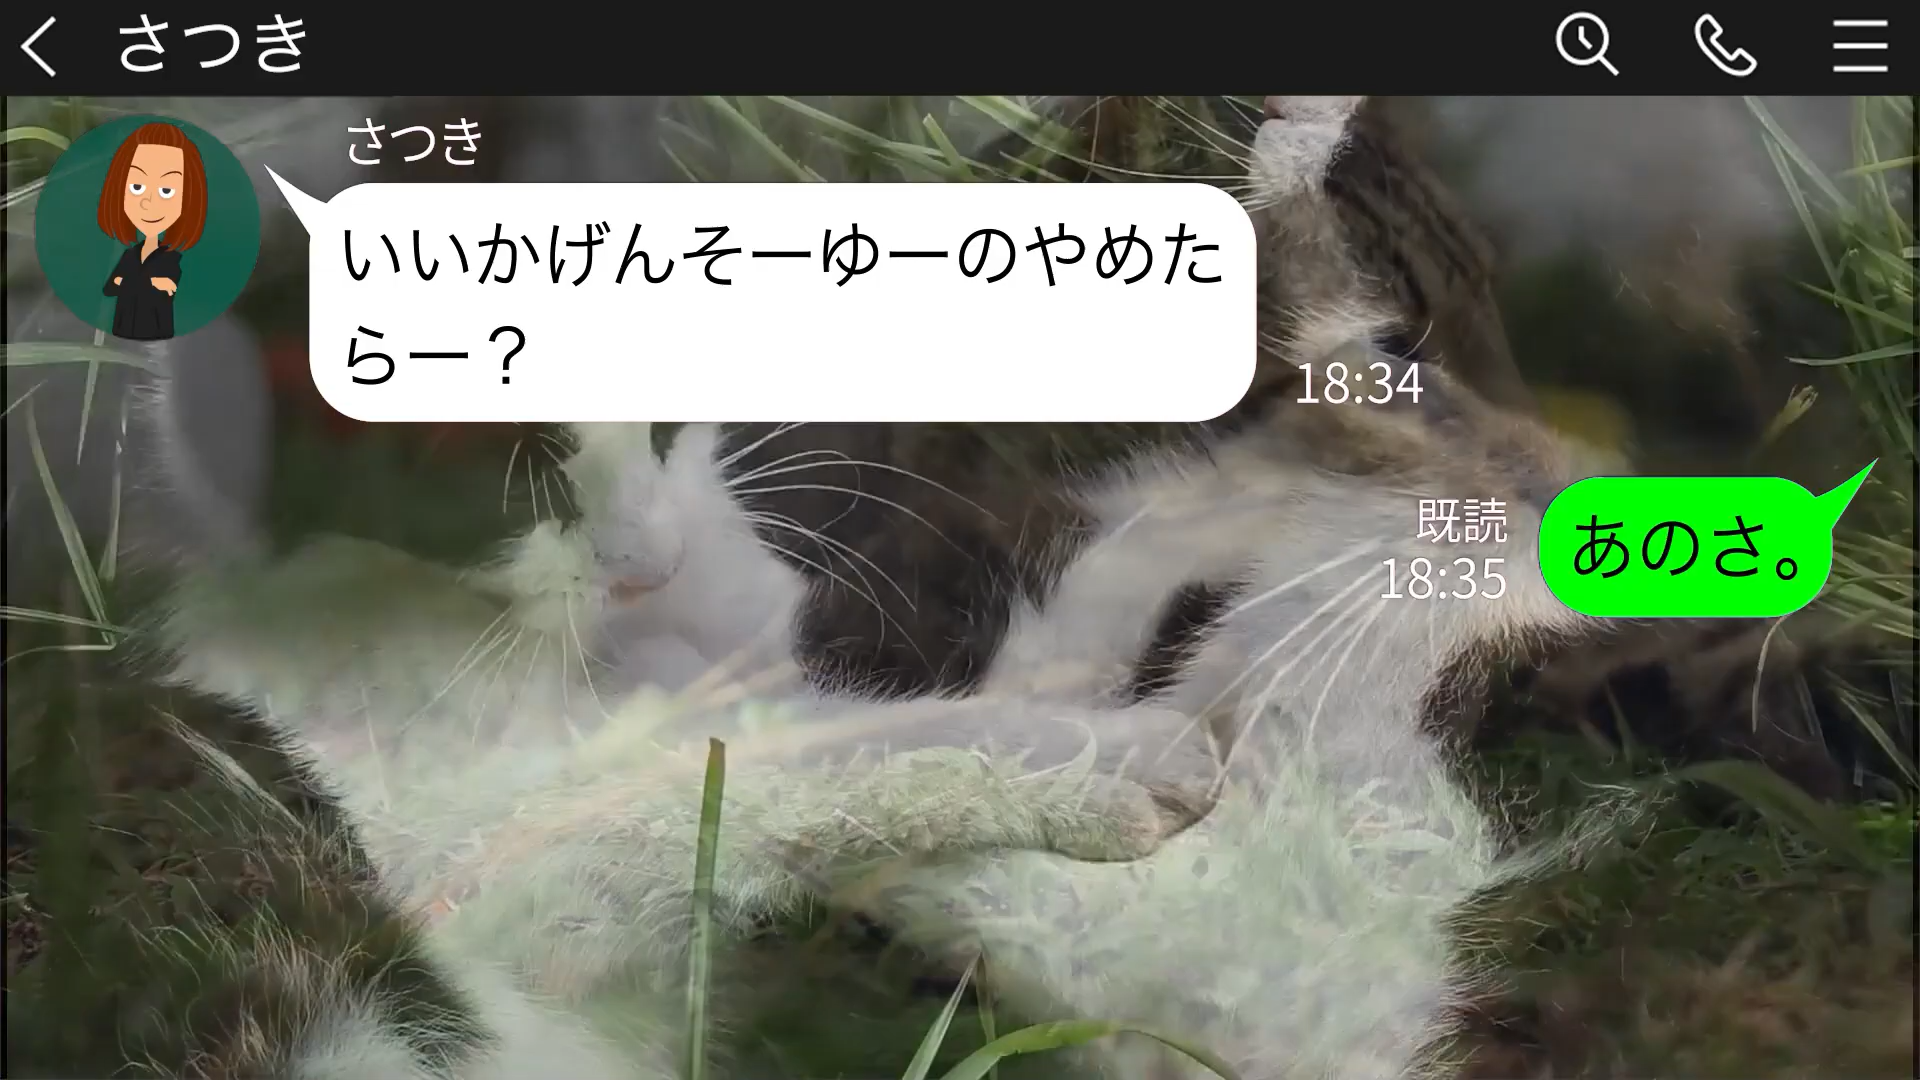 さつき
さつき
いいかげんそーゆーのやめた
らー？
18:34
既読
18:35
あのさ。